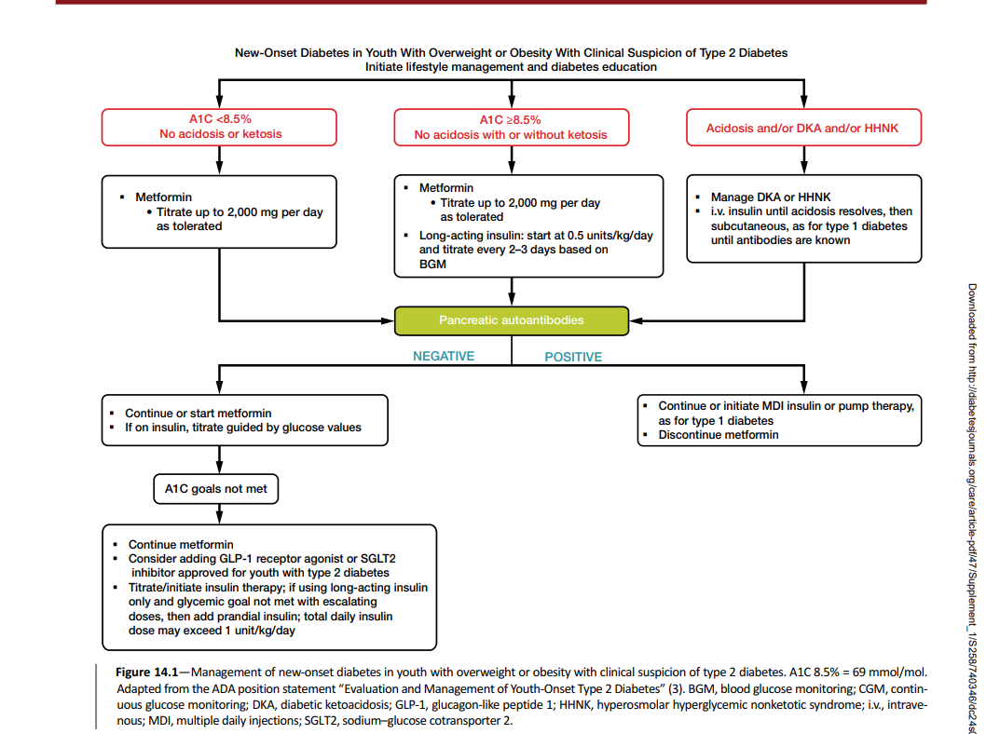 New-Onset Diabetes in Youth With Overweight or Obesity With Clinical Suspicion of Type 2 Diabetes
Initiate lifestyle management and diabetes education
A1C <8.5%
No acidosis or ketosis
A1C ≥8.5%
No acidosis with or without ketosis
Acidosis and/or DKA and/or HHNK
▪ Metformin
• Titrate up to 2,000 mg per day
as tolerated
▪ Metformin
• Titrate up to 2,000 mg per day
as tolerated
▪ Long-acting insulin: start at 0.5 units/kg/day
and titrate every 2–3 days based on
BGM
▪ Manage DKA or HHNK
▪ i.v. insulin until acidosis resolves, then
subcutaneous, as for type 1 diabetes
until antibodies are known
Pancreatic autoantibodies
NEGATIVE
POSITIVE
▪ Continue or start metformin
▪ If on insulin, titrate guided by glucose values
▪ Continue or initiate MDI insulin or pump therapy,
as for type 1 diabetes
▪ Discontinue metformin
A1C goals not met
▪ Continue metformin
▪ Consider adding GLP-1 receptor agonist or SGLT2
inhibitor approved for youth with type 2 diabetes
▪ Titrate/initiate insulin therapy; if using long-acting insulin
only and glycemic goal not met with escalating
doses, then add prandial insulin; total daily insulin
dose may exceed 1 unit/kg/day
Figure 14.1—Management of new-onset diabetes in youth with overweight or obesity with clinical suspicion of type 2 diabetes. A1C 8.5% = 69 mmol/mol.
Adapted from the ADA position statement “Evaluation and Management of Youth-Onset Type 2 Diabetes” (3). BGM, blood glucose monitoring; CGM, contin-
uous glucose monitoring; DKA, diabetic ketoacidosis; GLP-1, glucagon-like peptide 1; HHNK, hyperosmolar hyperglycemic nonketotic syndrome; i.v., intrave-
nous; MDI, multiple daily injections; SGLT2, sodium–glucose cotransporter 2.
Downloaded from http://diabetesjournals.org/care/article-pdf/47/Supplement_1/S258/740346/dc24s